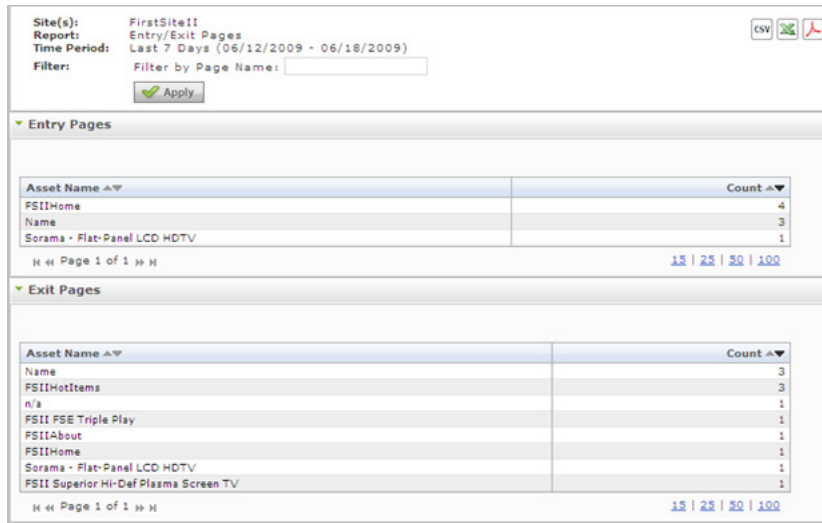 Site(s): FirstSiteII
CSV
Report: Entry/Exit Pages
Time Period: Last 7 Days (06/12/2009 - 06/18/2009)
Filter: Filter by Page Name:
Apply
Entry Pages
Asset Name Count
FSIIHome 4
Name 3
Sorama - Flat-Panel LCD HDTV 1
Page 1 of 1 15 | 25 | 50 | 100
Exit Pages
Asset Name Count
Name 3
FSIIHotItems 3
n/a 1
FSII FSE Triple Play 1
FSIIAbout 1
FSIIHome 1
Sorama - Flat-Panel LCD HDTV 1
FSII Superior Hi-Def Plasma Screen TV 1
Page 1 of 1 15 | 25 | 50 | 100